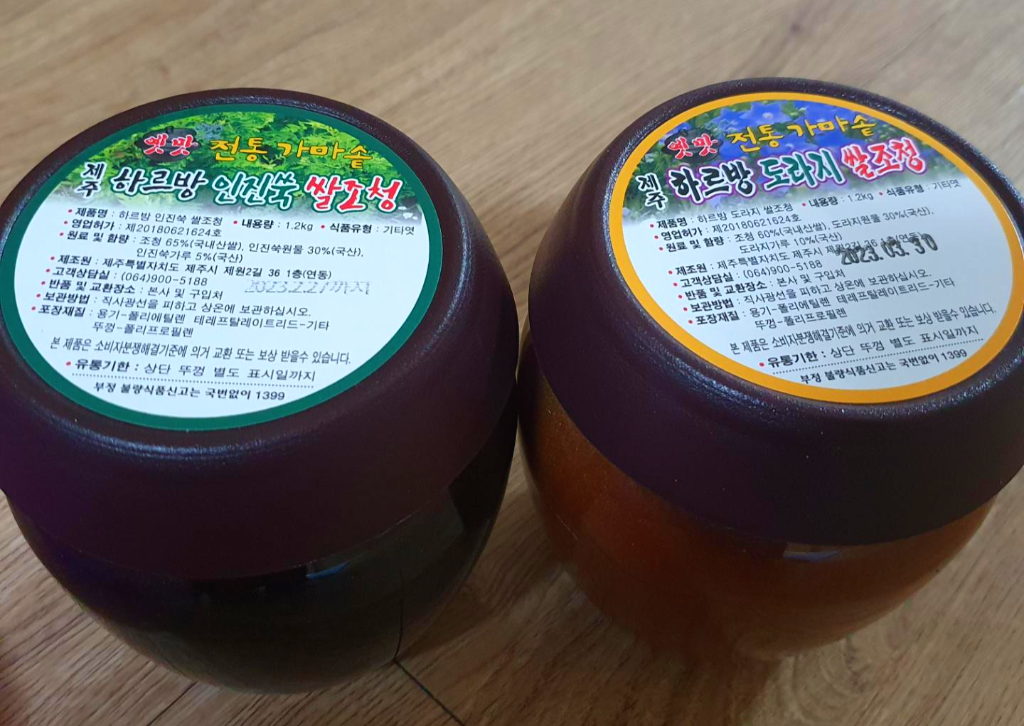 옛맛 전통 가마솥
제주 하르방 인진쑥 쌀조청
• 제품명 : 하르방 인진쑥 쌀조청 • 내용량 : 1.2kg • 식품유형 : 기타엿
• 영업허가 : 제20180621624호
• 원료 및 함량 : 조청 65%(국내산쌀), 인진쑥원물 30%(국산),
인진쑥가루 5%(국산)
• 제조원 : 제주특별자치도 제주시 제원2길 36 1층(연동)
• 고객상담실 : (064)900-5188
• 반품 및 교환장소 : 본사 및 구입처
2023.2.27까지
• 보관방법 : 직사광선을 피하고 상온에 보관하십시오.
• 포장재질 : 용기-폴리에틸렌 테레프탈레이트리드-기타
뚜껑-폴리프로필렌
본 제품은 소비자분쟁해결기준에 의거 교환 또는 보상 받을수 있습니다.
• 유통기한 : 상단 뚜껑 별도 표시일까지
부정 불량식품신고는 국번없이 1399
옛맛 전통 가마솥
제주 하르방 도라지 쌀조청
• 제품명 : 하르방 도라지 쌀조청 • 내용량 : 1.2kg • 식품유형 : 기타엿
• 영업허가 : 제20180621624호
• 원료 및 함량 : 조청 60%(국내산쌀), 도라지원물 30%(국산),
도라지가루 10%(국산)
• 제조원 : 제주특별자치도 제주시 36 (연동)
2023.03.30
• 고객상담실 : (064)900-5188
• 반품 및 교환장소 : 본사 및 구입처
• 보관방법 : 직사광선을 피하고 상온에 보관하십시오.
• 포장재질 : 용기-폴리에틸렌 테레프탈레이트리드-기타
뚜껑-폴리프로필렌
본 제품은 소비자분쟁해결기준에 의거 교환 또는 보상 받을수 있습니다.
• 유통기한 : 상단 뚜껑 별도 표시일까지
부정 불량식품신고는 국번없이 1399